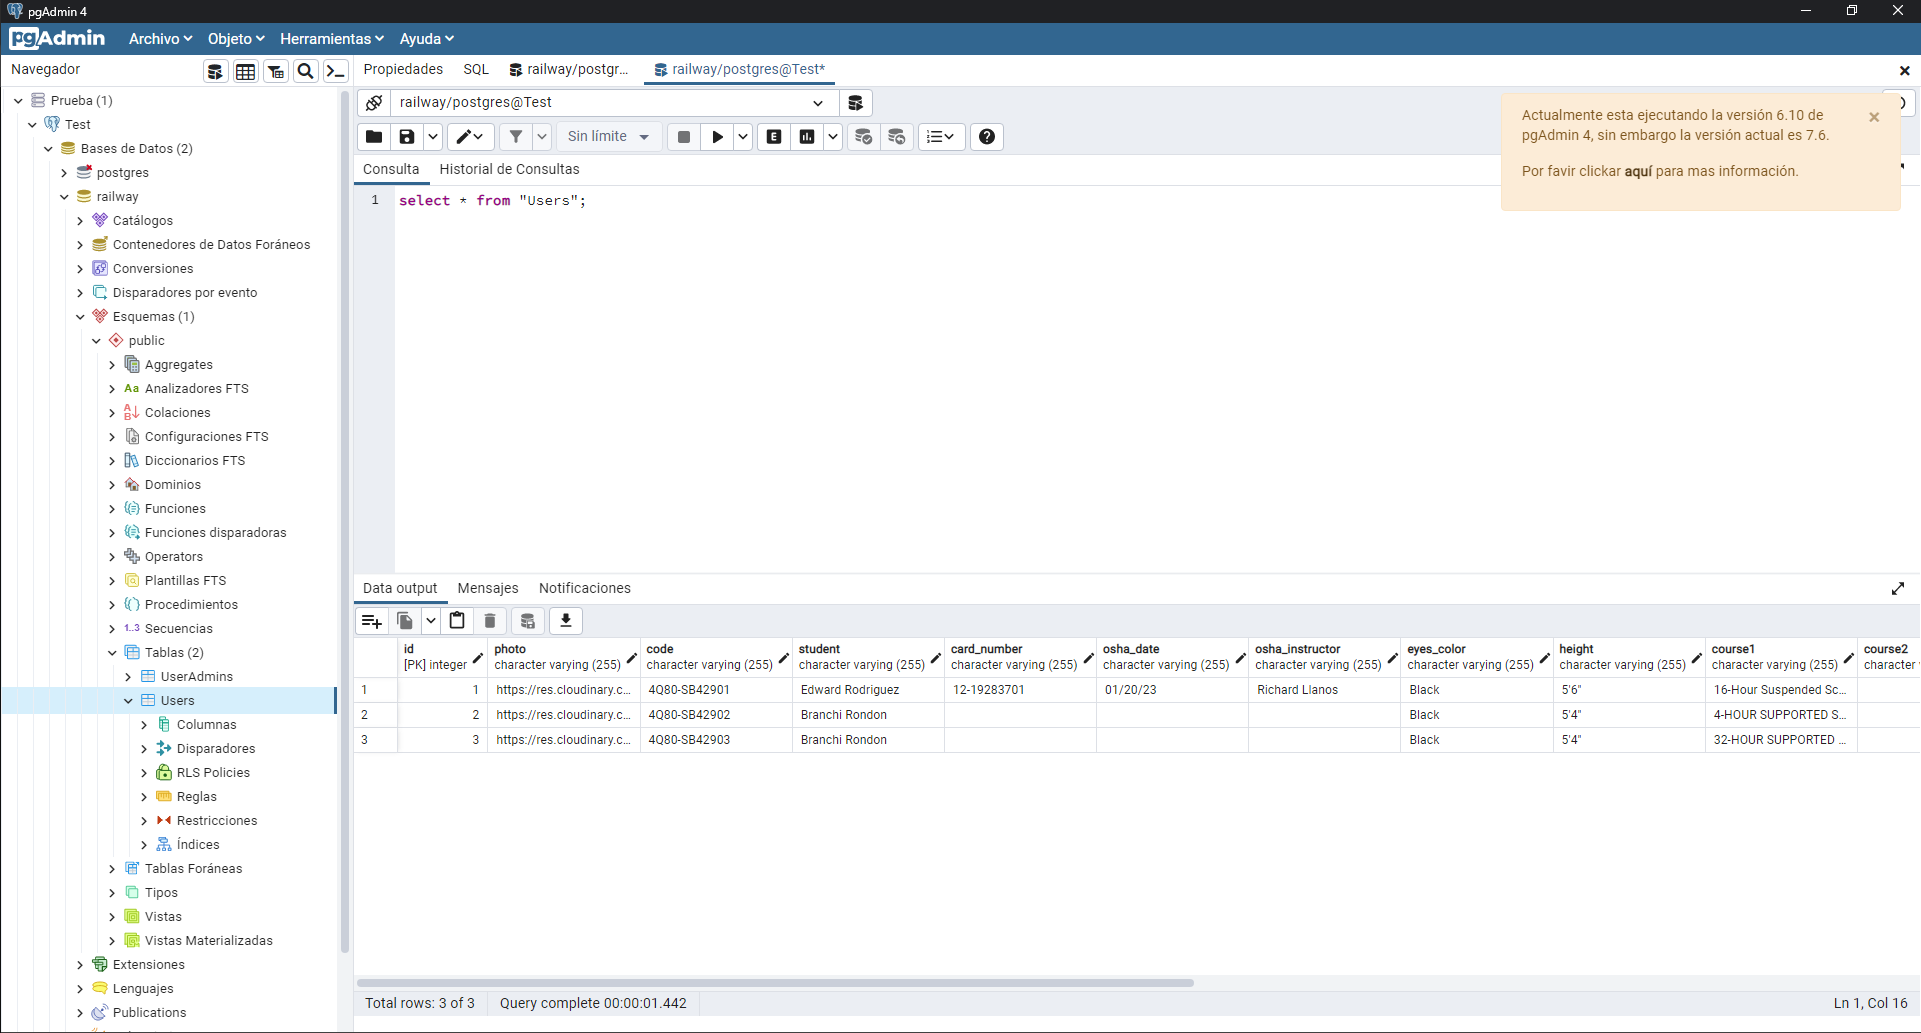 pgAdmin 4
pgAdmin Archivo Objeto Herramientas Ayuda
Navegador
Propiedades SQL railway/postgr... railway/postgres@Test*
railway/postgres@Test
Sin límite
Consulta Historial de Consultas
1 select * from "Users";
Actualmente esta ejecutando la versión 6.10 de
pgAdmin 4, sin embargo la versión actual es 7.6.
Por favir clickar aquí para mas información.
Prueba (1)
Test
Bases de Datos (2)
postgres
railway
Catálogos
Contenedores de Datos Foráneos
Conversiones
Disparadores por evento
Esquemas (1)
public
Aggregates
Analizadores FTS
Colaciones
Configuraciones FTS
Diccionarios FTS
Dominios
Funciones
Funciones disparadoras
Operators
Plantillas FTS
Procedimientos
Secuencias
Tablas (2)
UserAdmins
Users
Columnas
Disparadores
RLS Policies
Reglas
Restricciones
Índices
Tablas Foráneas
Tipos
Vistas
Vistas Materializadas
Extensiones
Lenguajes
Publications
Data output Mensajes Notificaciones
id photo code student card_number osha_date osha_instructor eyes_color height course1 course2
[PK] integer character varying (255) character varying (255) character varying (255) character varying (255) character varying (255) character varying (255) character varying (255) character varying (255) character varying (255) character
1 1 https://res.cloudinary.c... 4Q80-SB42901 Edward Rodriguez 12-19283701 01/20/23 Richard Llanos Black 5'6" 16-Hour Suspended Sc...
2 2 https://res.cloudinary.c... 4Q80-SB42902 Branchi Rondon Black 5'4" 4-HOUR SUPPORTED S...
3 3 https://res.cloudinary.c... 4Q80-SB42903 Branchi Rondon Black 5'4" 32-HOUR SUPPORTED ...
Total rows: 3 of 3 Query complete 00:00:01.442 Ln 1, Col 16